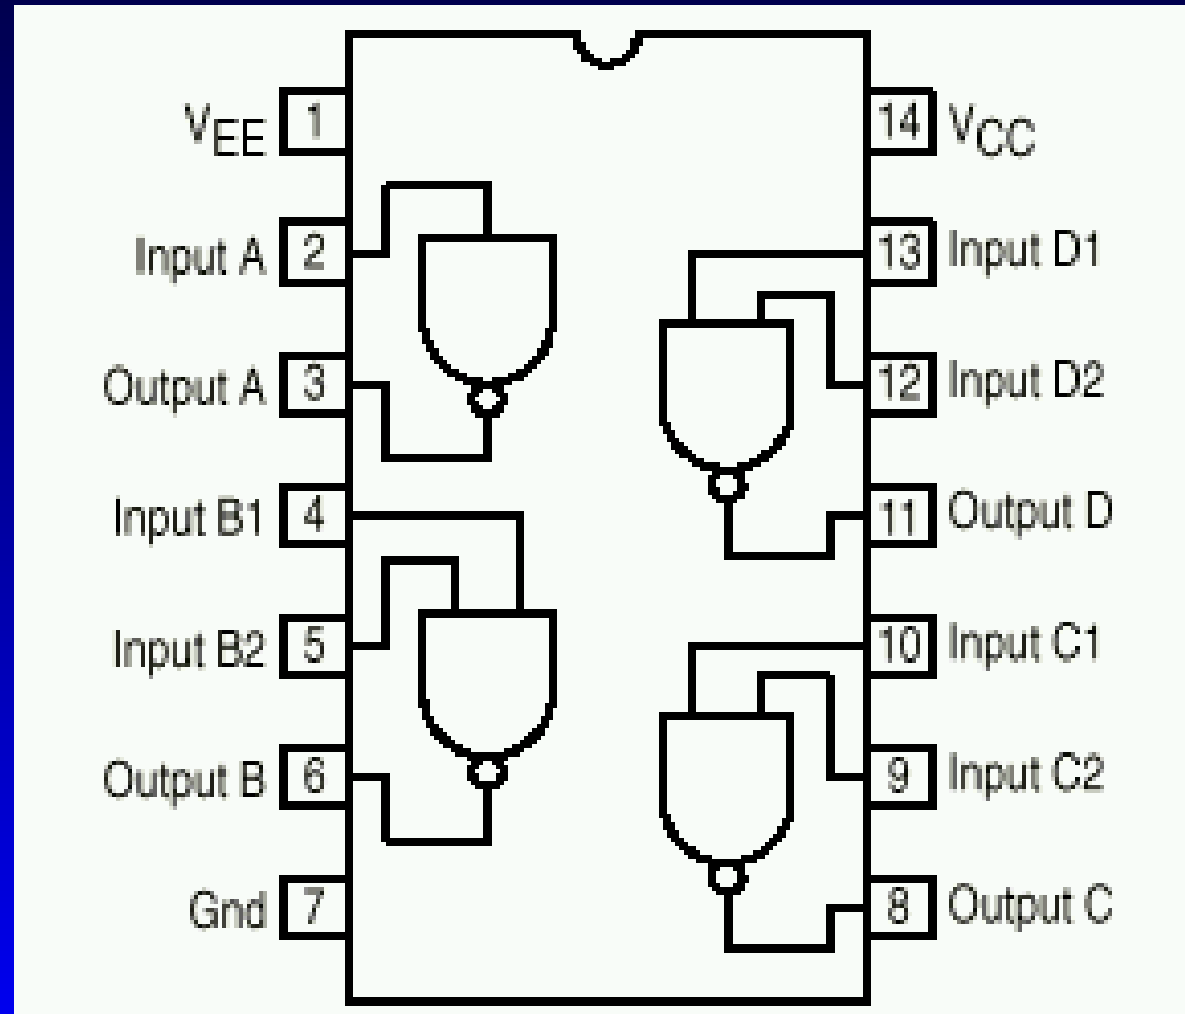 VEE 1
14 VCC
Input A 2
13 Input D1
Output A 3
12 Input D2
Input B1 4
11 Output D
Input B2 5
10 Input C1
Output B 6
9 Input C2
Gnd 7
8 Output C